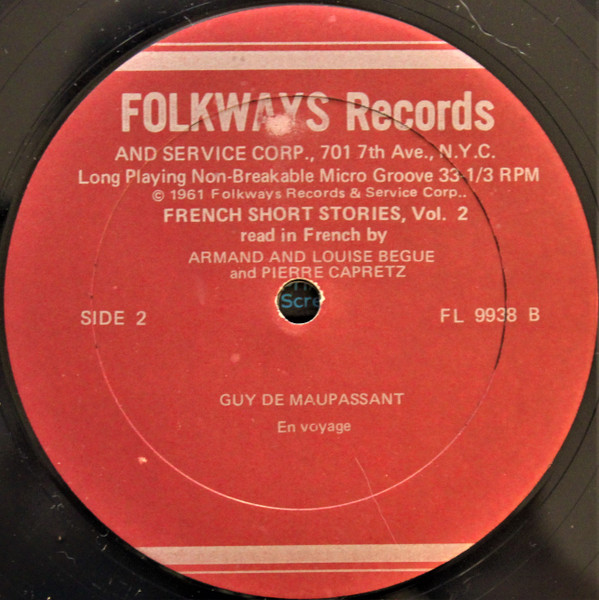 FOLKWAYS Records
AND SERVICE CORP., 701 7th Ave., N.Y.C.
Long Playing Non-Breakable Micro Groove 33-1/3 RPM
© 1961 Folkways Records & Service Corp..
FRENCH SHORT STORIES, Vol. 2
read in French by
ARMAND AND LOUISE BEGUE
and PIERRE CAPRETZ
SIDE 2
FL 9938 B
GUY DE MAUPASSANT
En voyage